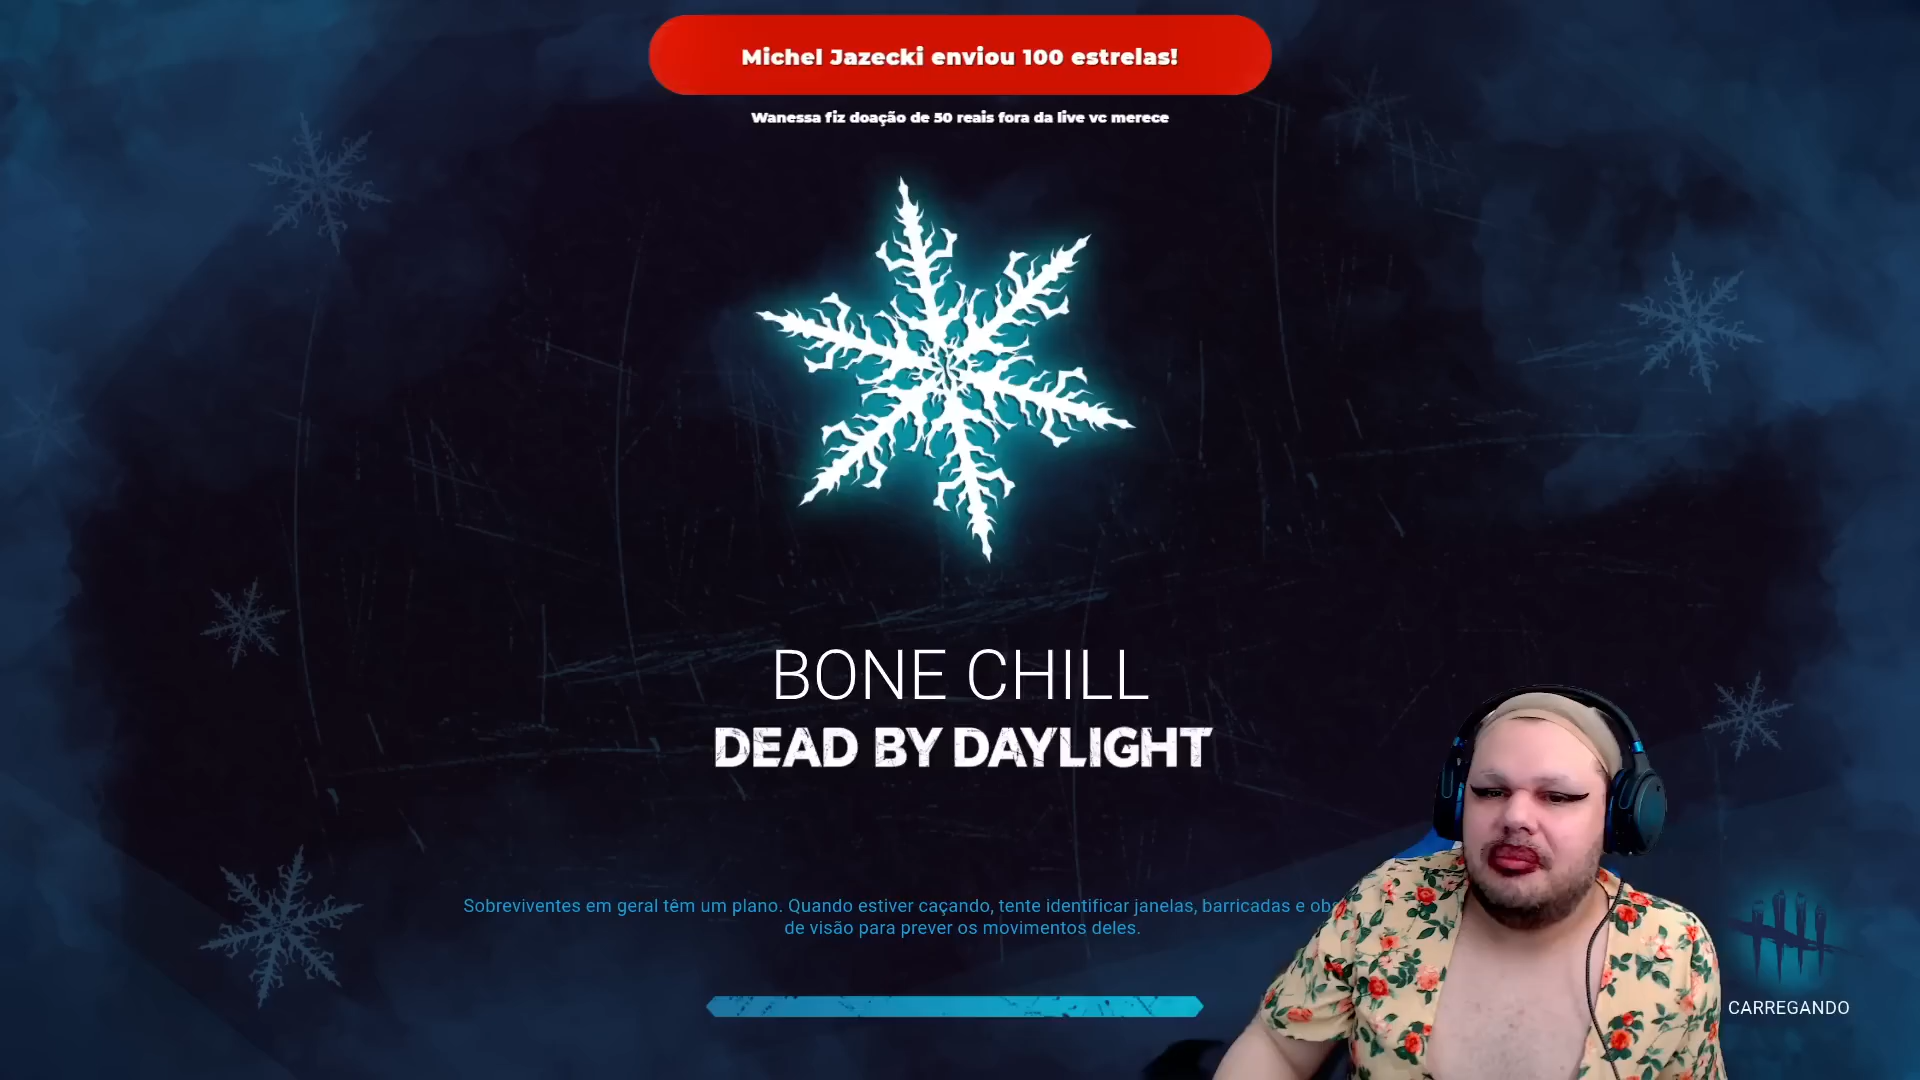 Michel Jazecki enviou 100 estrelas!
Wanessa fiz doação de 50 reais fora da live vc merece
BONE CHILL
DEAD BY DAYLIGHT
Sobreviventes em geral têm um plano. Quando estiver caçando, tente identificar janelas, barricadas e
de visão para prever os movimentos deles.
CARREGANDO